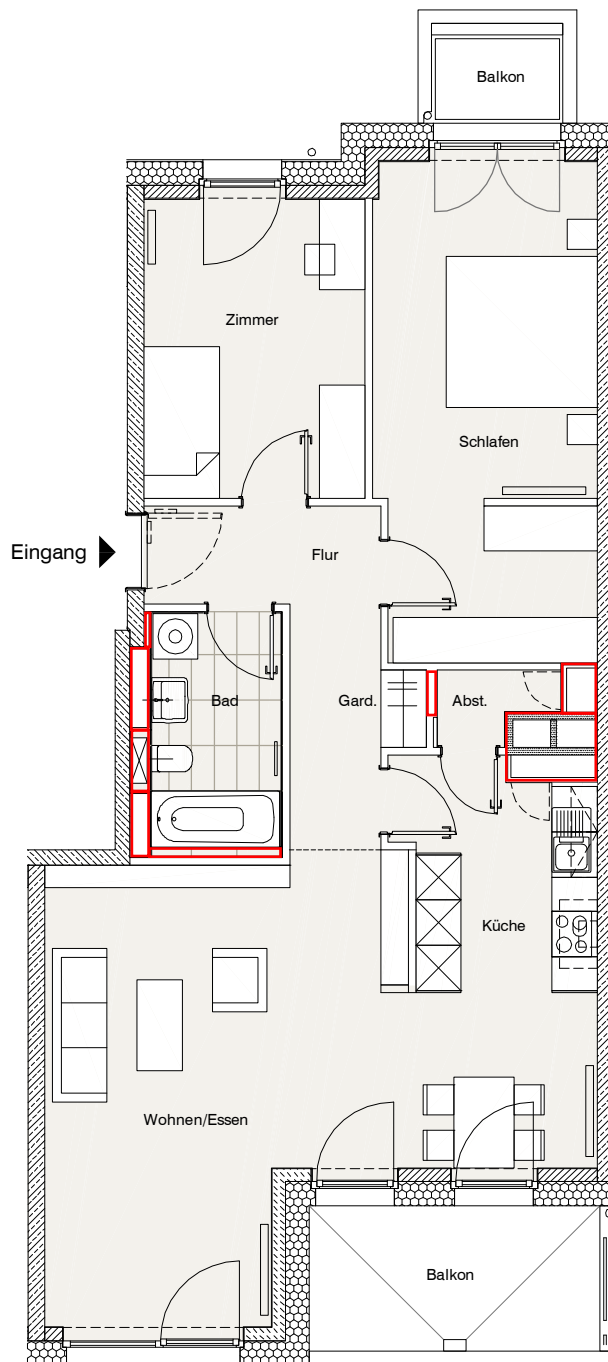 Balkon
Zimmer
Schlafen
Eingang
Flur
Bad
Gard.
Abst.
Küche
Wohnen/Essen
Balkon